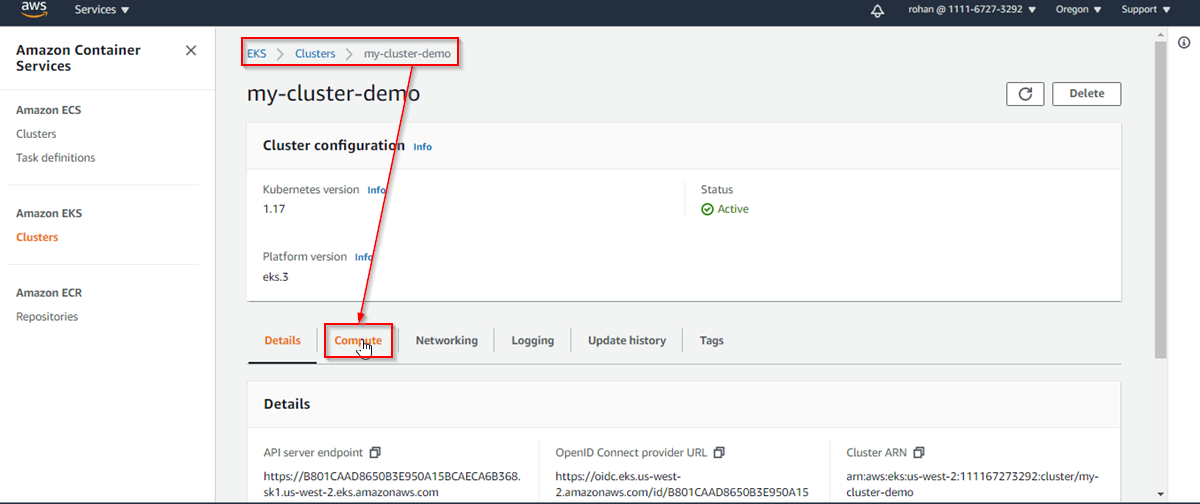 aws
Services
rohan @ 1111-6727-3292
Oregon
Support
Amazon Container
Services
Amazon ECS
Clusters
Task definitions
Amazon EKS
Clusters
Amazon ECR
Repositories
EKS
Clusters
my-cluster-demo
my-cluster-demo
Delete
Cluster configuration Info
Kubernetes version Info
1.17
Status
Active
Platform version Info
eks.3
Details
Compute
Networking
Logging
Update history
Tags
Details
API server endpoint
https://B801CAAD8650B3E950A15BCAECA6B368.
sk1.us-west-2.eks.amazonaws.com
OpenID Connect provider URL
https://oidc.eks.us-west-
2.amazonaws.com/id/B801CAAD8650B3E950A15
Cluster ARN
arn:aws:eks:us-west-2:111167273292:cluster/my-
cluster-demo